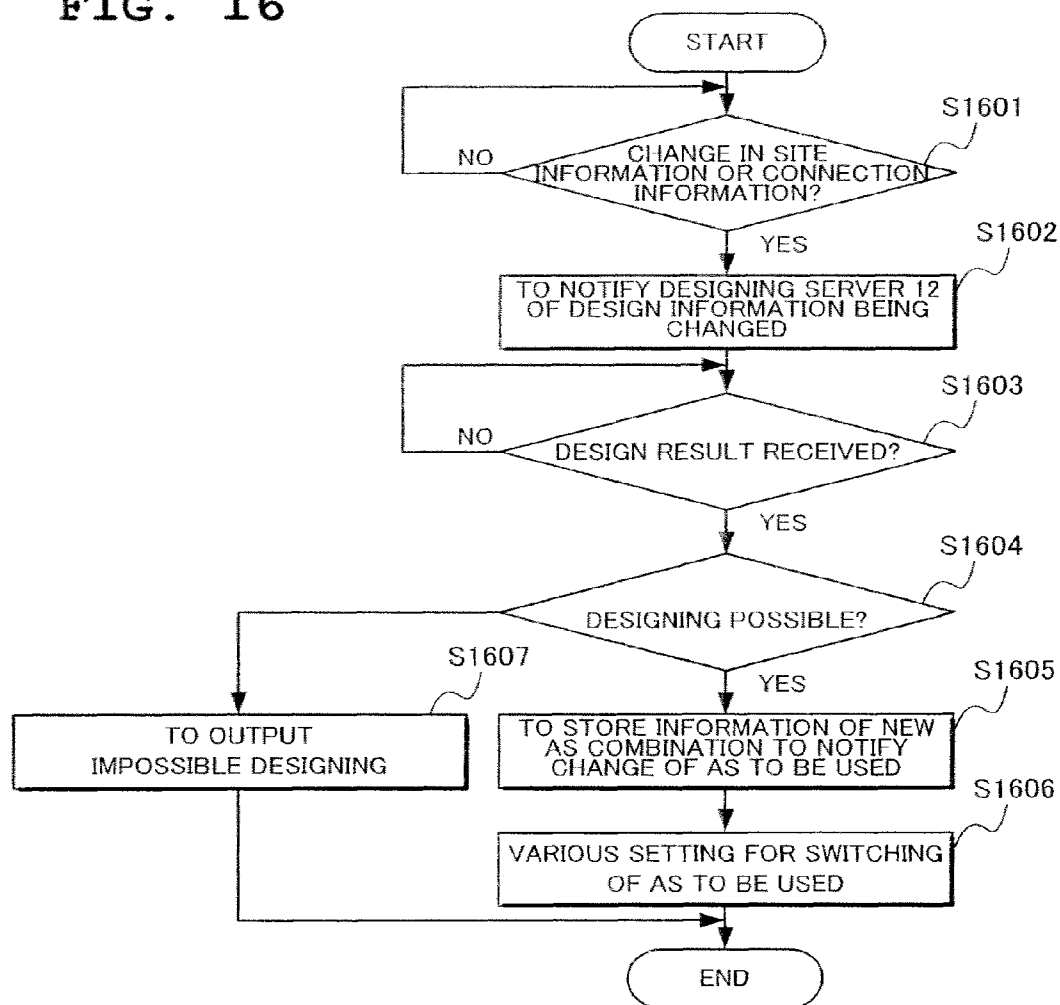 FIG. 16
START
S1601
CHANGE IN SITE
INFORMATION OR CONNECTION
INFORMATION?
NO
YES
S1602
TO NOTIFY DESIGNING SERVER 12
OF DESIGN INFORMATION BEING
CHANGED
S1603
DESIGN RESULT RECEIVED?
NO
YES
S1604
DESIGNING POSSIBLE?
YES
S1607
TO OUTPUT
IMPOSSIBLE DESIGNING
S1605
TO STORE INFORMATION OF NEW
AS COMBINATION TO NOTIFY
CHANGE OF AS TO BE USED
S1606
VARIOUS SETTING FOR SWITCHING
OF AS TO BE USED
END